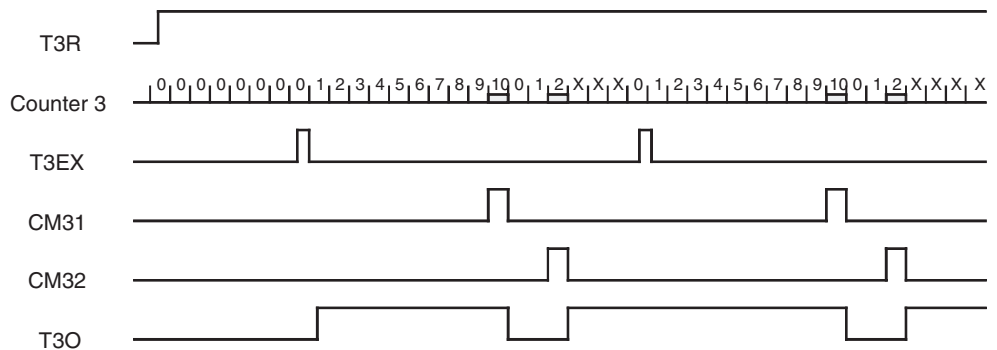 T3R
Counter 3 0 0 0 0 0 0 0 0 1 2 3 4 5 6 7 8 9 10 0 1 2 X X X 0 1 2 3 4 5 6 7 8 9 10 0 1 2 X X X X
T3EX
CM31
CM32
T3O